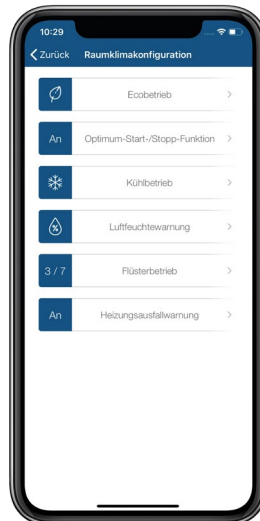 10:29
Zurück Raumklimakonfiguration
Ecobetrieb
An Optimum-Start-/Stopp-Funktion
Kühlbetrieb
% Luftfeuchtewarnung
3 / 7 Flüsterbetrieb
An Heizungsausfallwarnung